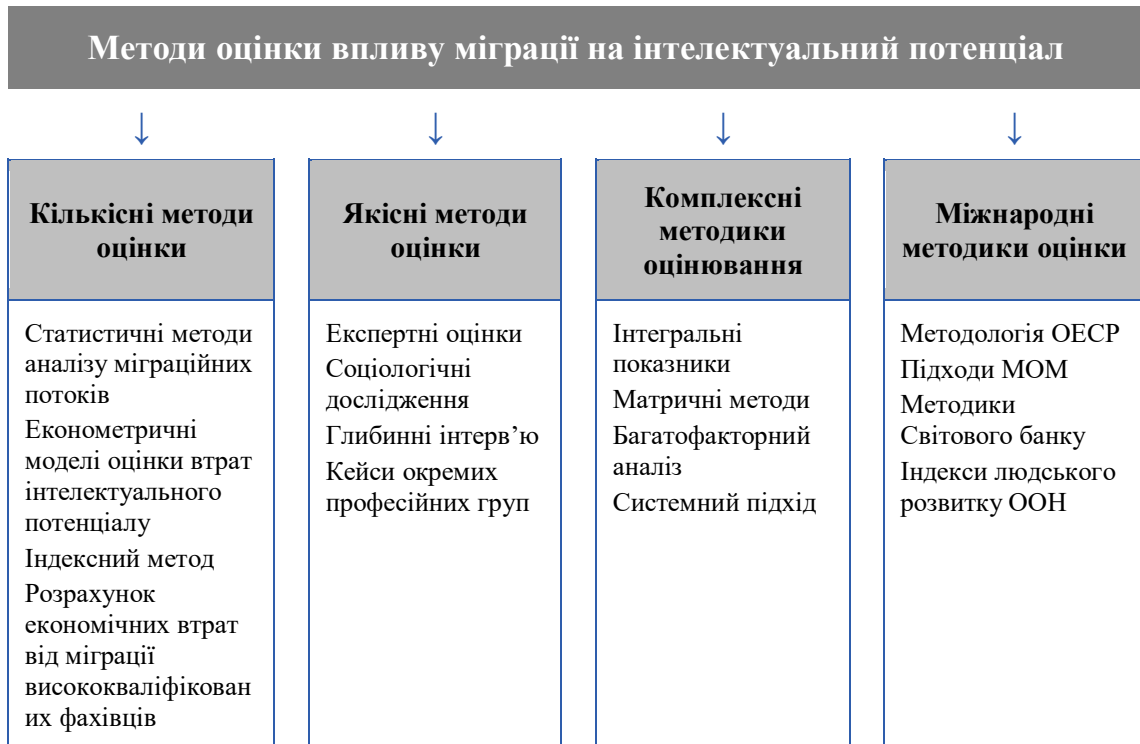 Методи оцінки впливу міграції на інтелектуальний потенціал
↓ ↓ ↓ ↓
Кількісні методи
оцінки
Статистичні методи
аналізу міграційних
потоків
Економетричні
моделі оцінки втрат
інтелектуального
потенціалу
Індексний метод
Розрахунок
економічних втрат
від міграції
висококваліфікован
их фахівців
Якісні методи
оцінки
Експертні оцінки
Соціологічні
дослідження
Глибинні інтерв’ю
Кейси окремих
професійних груп
Комплексні
методики
оцінювання
Інтегральні
показники
Матричні методи
Багатофакторний
аналіз
Системний підхід
Міжнародні
методики оцінки
Методологія ОЕСР
Підходи МОМ
Методики
Світового банку
Індекси людського
розвитку ООН